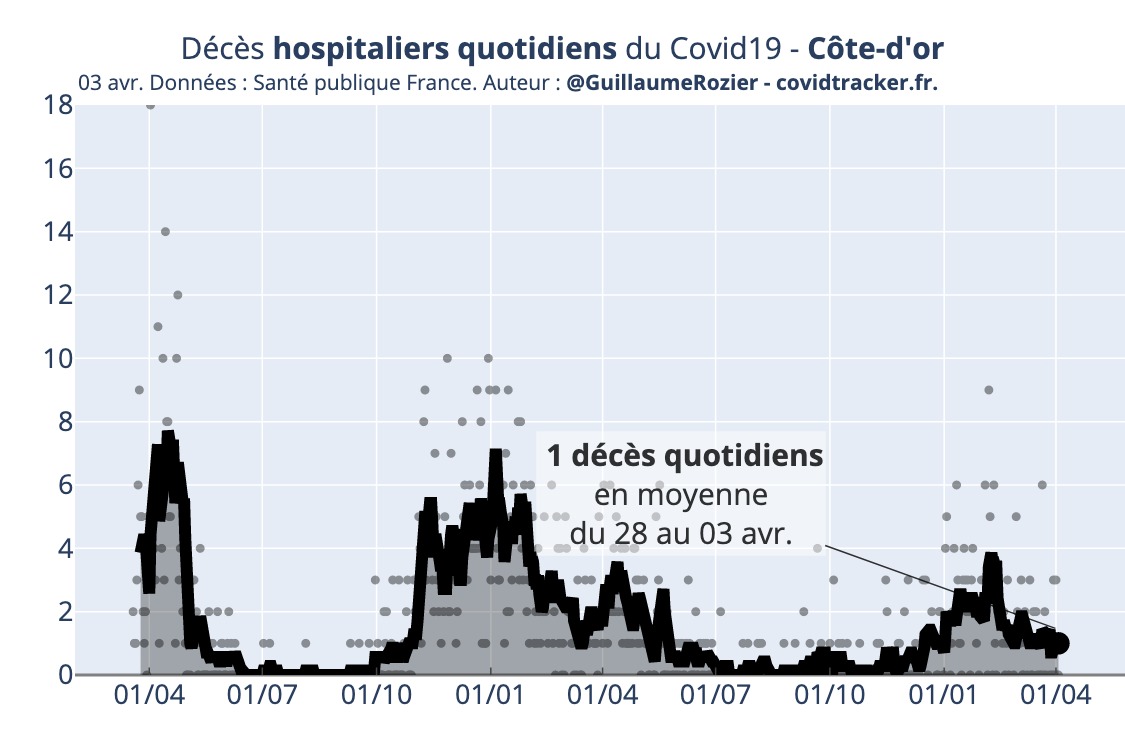 Décès hospitaliers quotidiens du Covid19 - Côte-d'or
03 avr. Données : Santé publique France. Auteur : @GuillaumeRozier - covidtracker.fr.
18
16
14
12
10
8
6
4
2
0
1 décès quotidiens
en moyenne
du 28 au 03 avr.
01/04 01/07 01/10 01/01 01/04 01/07 01/10 01/01 01/04